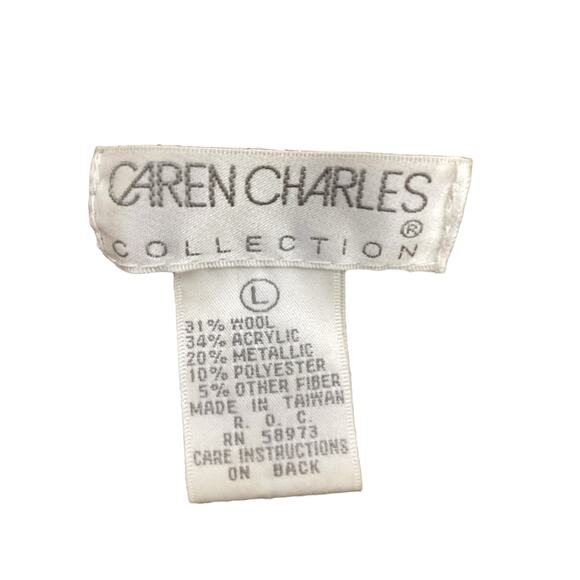 CAREN CHARLES
®
COLLECTION
L
31% WOOL
34% ACRYLIC
20% METALLIC
10% POLYESTER
5% OTHER FIBER
MADE IN TAIWAN
R. O. C.
RN 58973
CARE INSTRUCTIONS
ON BACK